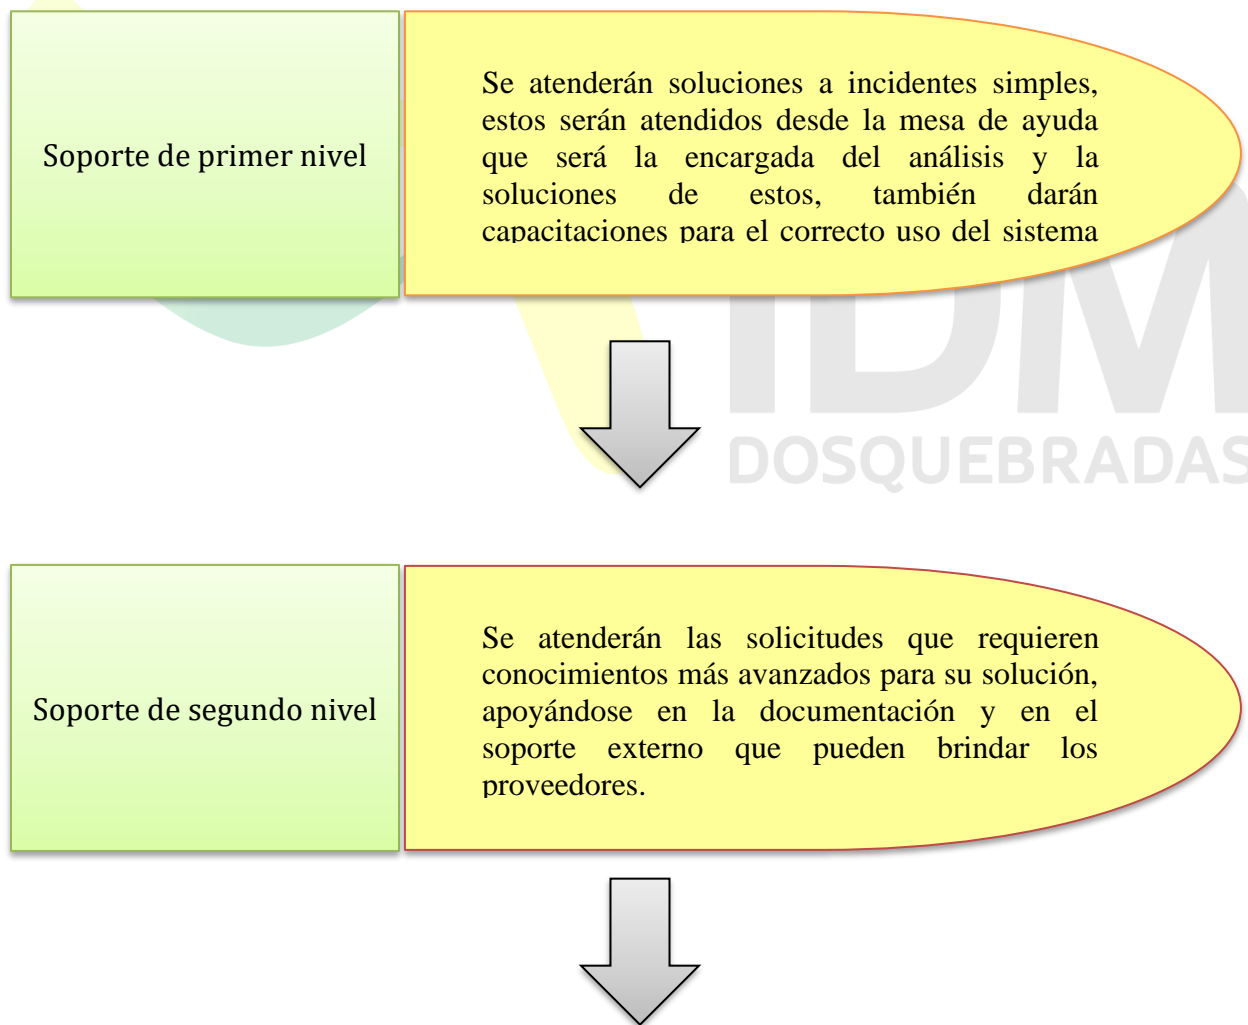 Soporte de primer nivel
Se atenderán soluciones a incidentes simples,
estos serán atendidos desde la mesa de ayuda
que será la encargada del análisis y la
soluciones de estos, también darán
capacitaciones para el correcto uso del sistema
IDM
DOSQUEBRADAS
Soporte de segundo nivel
Se atenderán las solicitudes que requieren
conocimientos más avanzados para su solución,
apoyándose en la documentación y en el
soporte externo que pueden brindar los
proveedores.